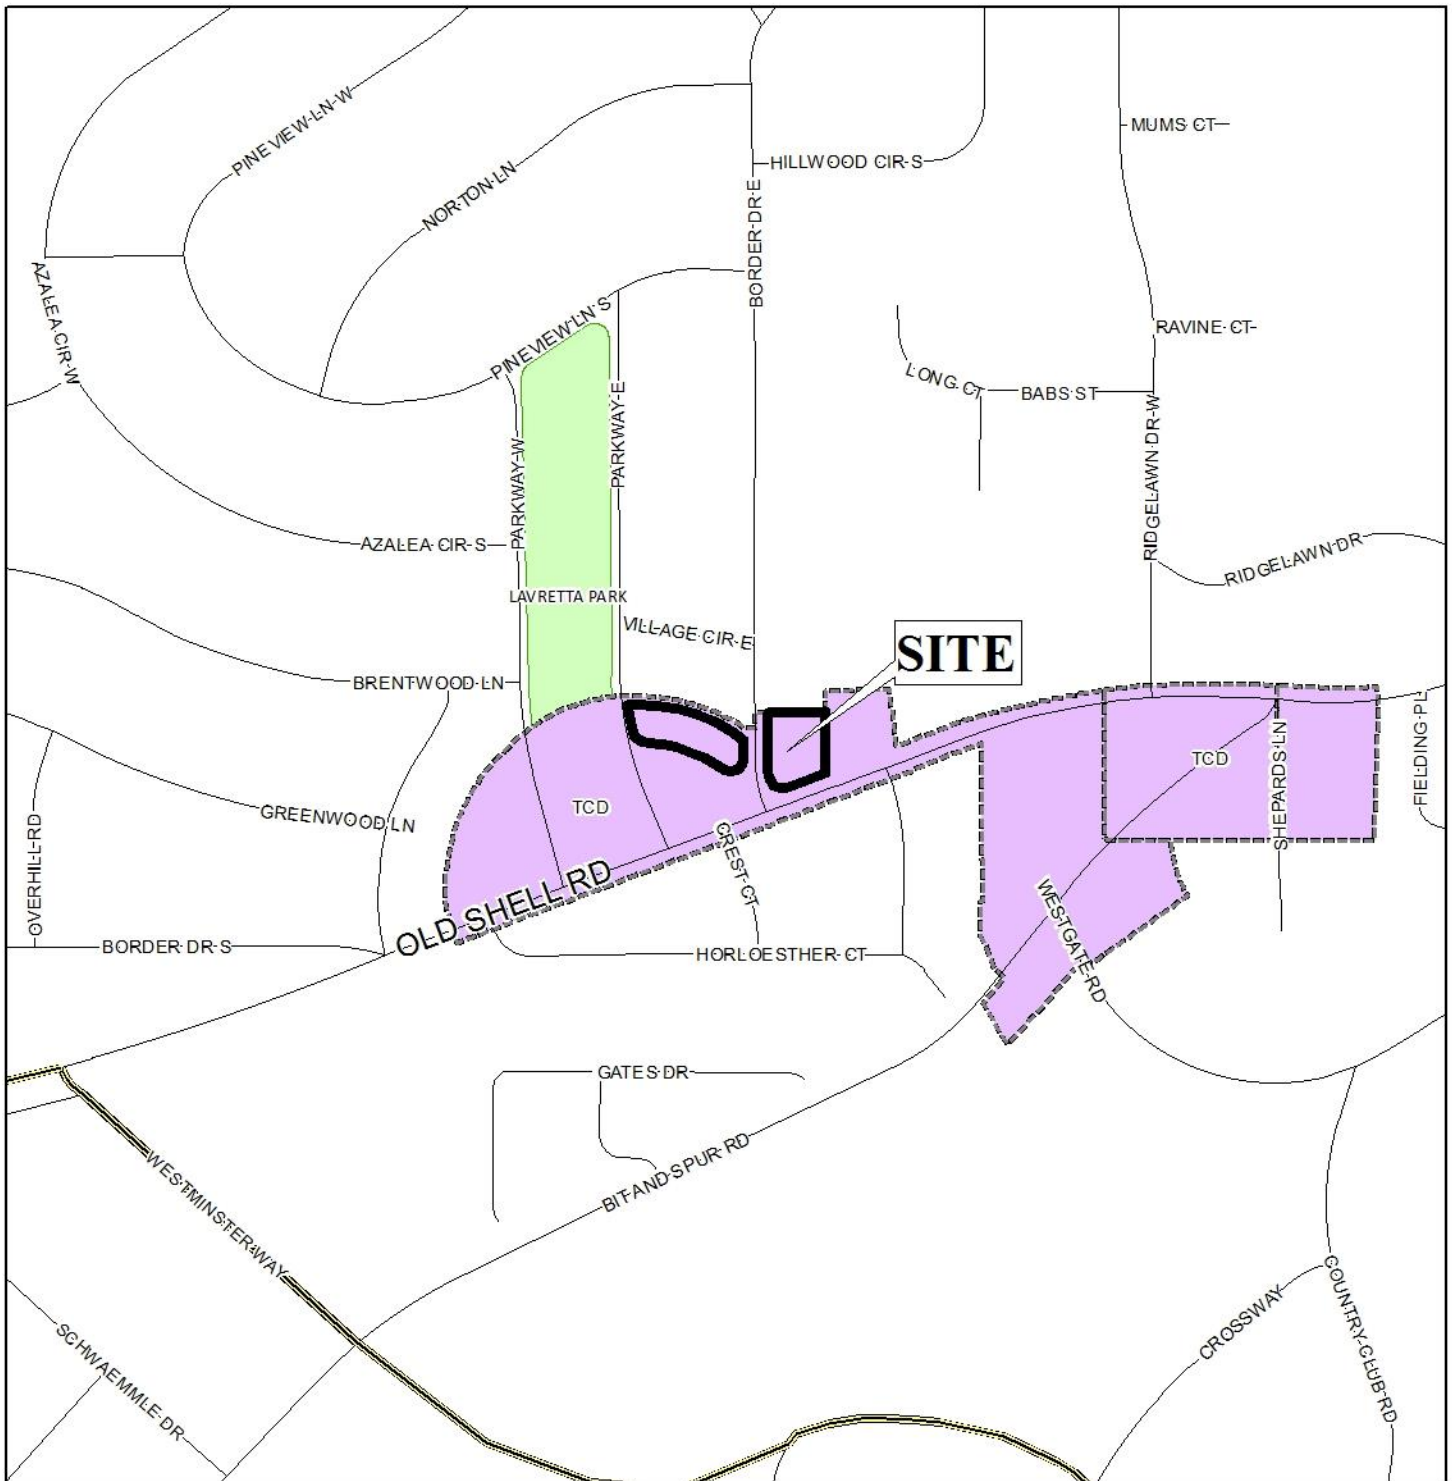 PINEVIEW LN W
MUMS CT
HILLWOOD CIR S
NORTON LN
BORDER DR E
AZALEA CIR W
PINEVIEW LN S
RAVINE CT
LONG CT
BABS ST
PARKWAY E
PARKWAY W
RIDGELAWN DR W
AZALEA CIR S
RIDGELAWN DR
LAVRETTA PARK
VILLAGE CIR E
SITE
BRENTWOOD LN
FIELDING PL
SHEPARDS LN
TCD
TCD
GREENWOOD LN
OVERHILL RD
CREST CT
OLD SHELL RD
WESTGATE RD
BORDER DR S
HORLOESTHER CT
GATES DR
BIT AND SPUR RD
WESTMINSTER WAY
CROSSWAY
COUNTRY CLUB RD
SCHWAEMMLE DR